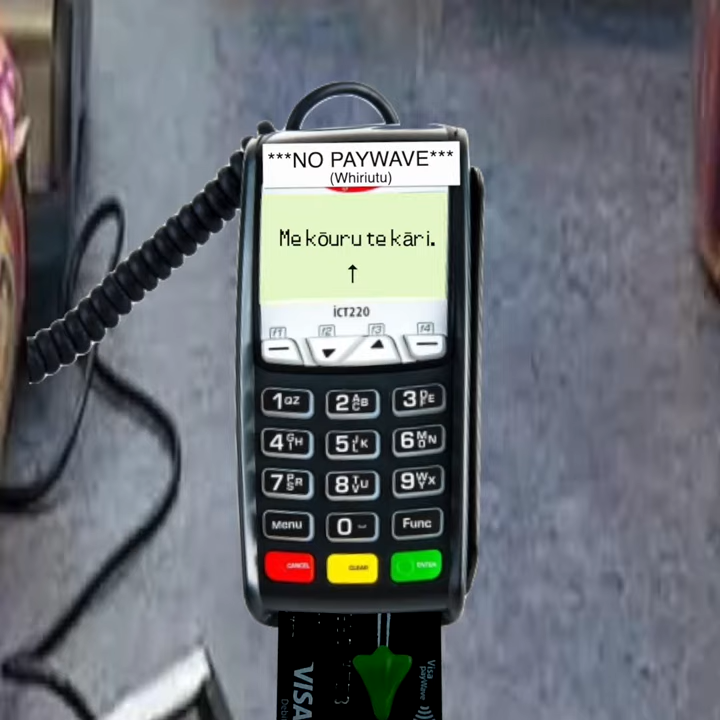 ***NO PAYWAVE***
(Whiriutu)
Me kōuru te kāri.
↑
iCT220
f1 f2 f3 f4
1QZ 2ABC 3DEF
4GHI 5JKL 6MNO
7PRS 8TUV 9WXY
Menu 0 Func
CANCEL CLEAR ENTER
VISA
Debit
Visa
payWave